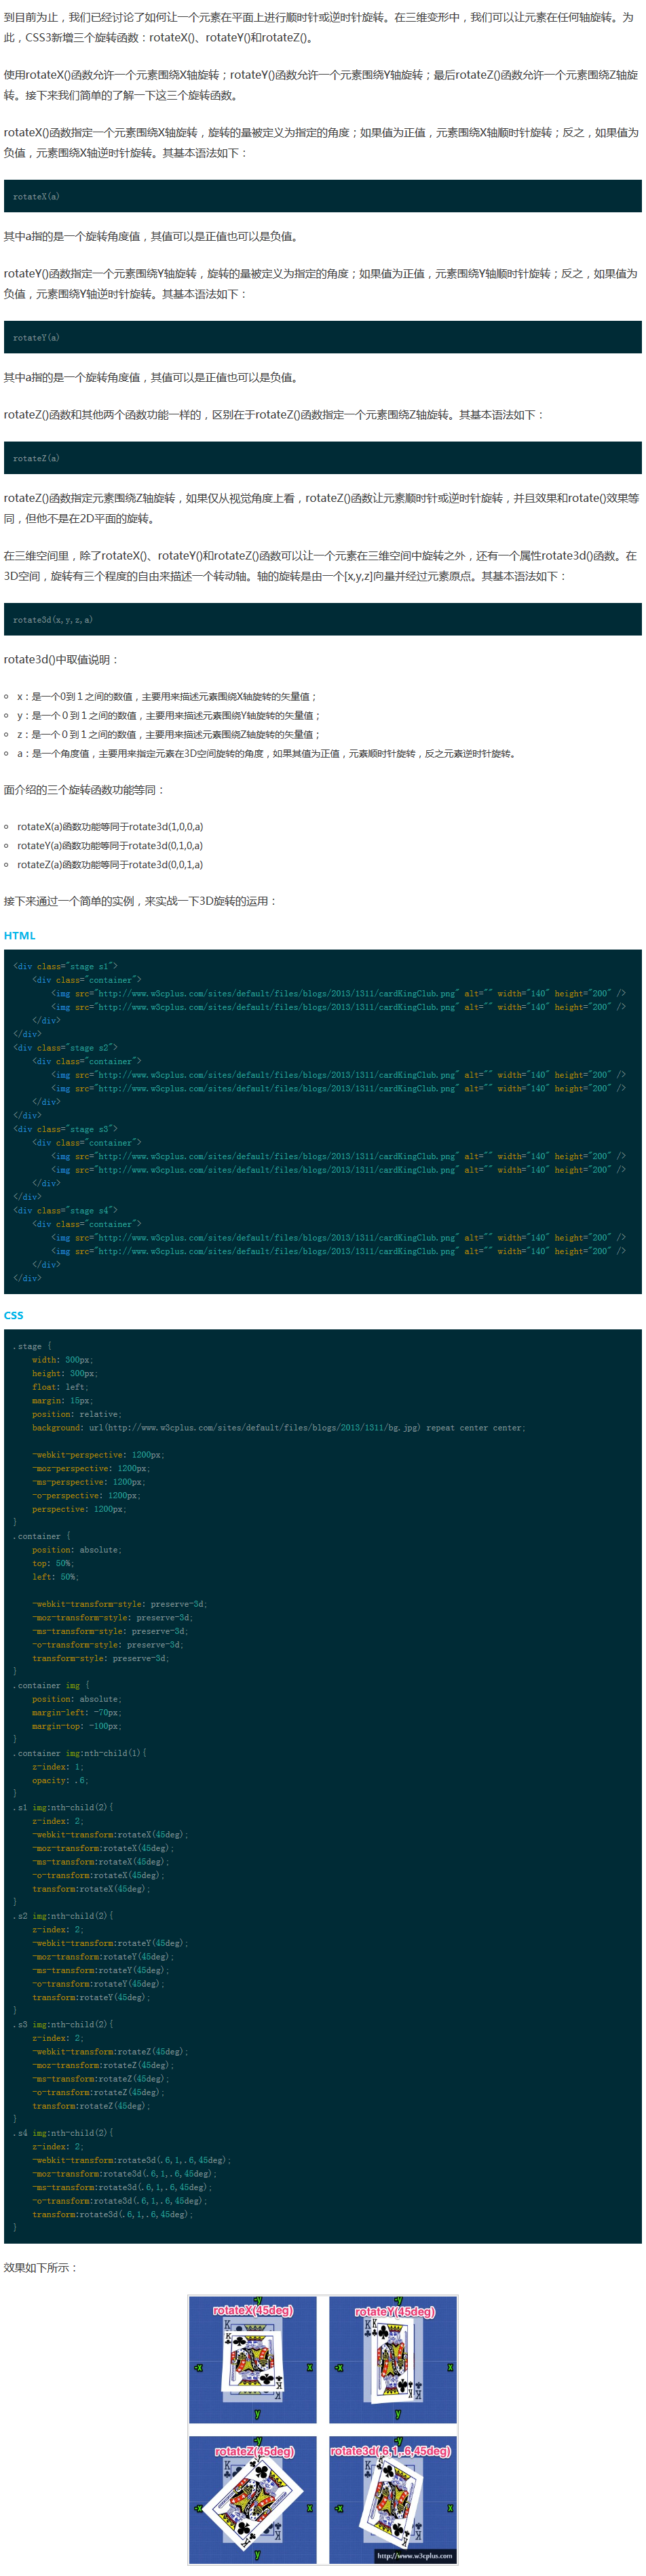 到目前为止，我们已经讨论了如何让一个元素在平面上进行顺时针或逆时针旋转。在三维变形中，我们可以让元素在任何轴旋转。为
此，CSS3新增三个旋转函数：rotateX()、rotateY()和rotateZ()。
使用rotateX()函数允许一个元素围绕X轴旋转；rotateY()函数允许一个元素围绕Y轴旋转；最后rotateZ()函数允许一个元素围绕Z轴旋
转。接下来我们简单的了解一下这三个旋转函数。
rotateX()函数指定一个元素围绕X轴旋转，旋转的量被定义为指定的角度；如果值为正值，元素围绕X轴顺时针旋转；反之，如果值为
负值，元素围绕X轴逆时针旋转。其基本语法如下：
rotateX(a)
其中a指的是一个旋转角度值，其值可以是正值也可以是负值。
rotateY()函数指定一个元素围绕Y轴旋转，旋转的量被定义为指定的角度；如果值为正值，元素围绕Y轴顺时针旋转；反之，如果值为
负值，元素围绕Y轴逆时针旋转。其基本语法如下：
rotateY(a)
其中a指的是一个旋转角度值，其值可以是正值也可以是负值。
rotateZ()函数和其他两个函数功能一样的，区别在于rotateZ()函数指定一个元素围绕Z轴旋转。其基本语法如下：
rotateZ(a)
rotateZ()函数指定元素围绕Z轴旋转，如果仅从视觉角度上看，rotateZ()函数让元素顺时针或逆时针旋转，并且效果和rotate()效果等
同，但他不是在2D平面的旋转。
在三维空间里，除了rotateX()、rotateY()和rotateZ()函数可以让一个元素在三维空间中旋转之外，还有一个属性rotate3d()函数。在
3D空间，旋转有三个程度的自由来描述一个转动轴。轴的旋转是由一个[x,y,z]向量并经过元素原点。其基本语法如下：
rotate3d(x,y,z,a)
rotate3d()中取值说明：
x：是一个0到１之间的数值，主要用来描述元素围绕X轴旋转的矢量值；
y：是一个０到１之间的数值，主要用来描述元素围绕Y轴旋转的矢量值；
z：是一个０到１之间的数值，主要用来描述元素围绕Z轴旋转的矢量值；
a：是一个角度值，主要用来指定元素在3D空间旋转的角度，如果其值为正值，元素顺时针旋转，反之元素逆时针旋转。
面介绍的三个旋转函数功能等同：
rotateX(a)函数功能等同于rotate3d(1,0,0,a)
rotateY(a)函数功能等同于rotate3d(0,1,0,a)
rotateZ(a)函数功能等同于rotate3d(0,0,1,a)
接下来通过一个简单的实例，来实战一下3D旋转的运用：
HTML
<div class="stage s1">
<div class="container">
<img src="http://www.w3cplus.com/sites/default/files/blogs/2013/1311/cardKingClub.png" alt="" width="140" height="200" />
<img src="http://www.w3cplus.com/sites/default/files/blogs/2013/1311/cardKingClub.png" alt="" width="140" height="200" />
</div>
</div>
<div class="stage s2">
<div class="container">
<img src="http://www.w3cplus.com/sites/default/files/blogs/2013/1311/cardKingClub.png" alt="" width="140" height="200" />
<img src="http://www.w3cplus.com/sites/default/files/blogs/2013/1311/cardKingClub.png" alt="" width="140" height="200" />
</div>
</div>
<div class="stage s3">
<div class="container">
<img src="http://www.w3cplus.com/sites/default/files/blogs/2013/1311/cardKingClub.png" alt="" width="140" height="200" />
<img src="http://www.w3cplus.com/sites/default/files/blogs/2013/1311/cardKingClub.png" alt="" width="140" height="200" />
</div>
</div>
<div class="stage s4">
<div class="container">
<img src="http://www.w3cplus.com/sites/default/files/blogs/2013/1311/cardKingClub.png" alt="" width="140" height="200" />
<img src="http://www.w3cplus.com/sites/default/files/blogs/2013/1311/cardKingClub.png" alt="" width="140" height="200" />
</div>
</div>
CSS
.stage {
width: 300px;
height: 300px;
float: left;
margin: 15px;
position: relative;
background: url(http://www.w3cplus.com/sites/default/files/blogs/2013/1311/bg.jpg) repeat center center;
-webkit-perspective: 1200px;
-moz-perspective: 1200px;
-ms-perspective: 1200px;
-o-perspective: 1200px;
perspective: 1200px;
}
.container {
position: absolute;
top: 50%;
left: 50%;
-webkit-transform-style: preserve-3d;
-moz-transform-style: preserve-3d;
-ms-transform-style: preserve-3d;
-o-transform-style: preserve-3d;
transform-style: preserve-3d;
}
.container img {
position: absolute;
margin-left: -70px;
margin-top: -100px;
}
.container img:nth-child(1){
z-index: 1;
opacity: .6;
}
.s1 img:nth-child(2){
z-index: 2;
-webkit-transform:rotateX(45deg);
-moz-transform:rotateX(45deg);
-ms-transform:rotateX(45deg);
-o-transform:rotateX(45deg);
transform:rotateX(45deg);
}
.s2 img:nth-child(2){
z-index: 2;
-webkit-transform:rotateY(45deg);
-moz-transform:rotateY(45deg);
-ms-transform:rotateY(45deg);
-o-transform:rotateY(45deg);
transform:rotateY(45deg);
}
.s3 img:nth-child(2){
z-index: 2;
-webkit-transform:rotateZ(45deg);
-moz-transform:rotateZ(45deg);
-ms-transform:rotateZ(45deg);
-o-transform:rotateZ(45deg);
transform:rotateZ(45deg);
}
.s4 img:nth-child(2){
z-index: 2;
-webkit-transform:rotate3d(.6,1,.6,45deg);
-moz-transform:rotate3d(.6,1,.6,45deg);
-ms-transform:rotate3d(.6,1,.6,45deg);
-o-transform:rotate3d(.6,1,.6,45deg);
transform:rotate3d(.6,1,.6,45deg);
}
效果如下所示：
-y -y
rotateX(45deg) rotateY(45deg)
K K
-x x -x x
y y
-y -y
rotateZ(45deg) rotate3d(.6,1,.6,45deg)
-x x -x x
y
http://www.w3cplus.com